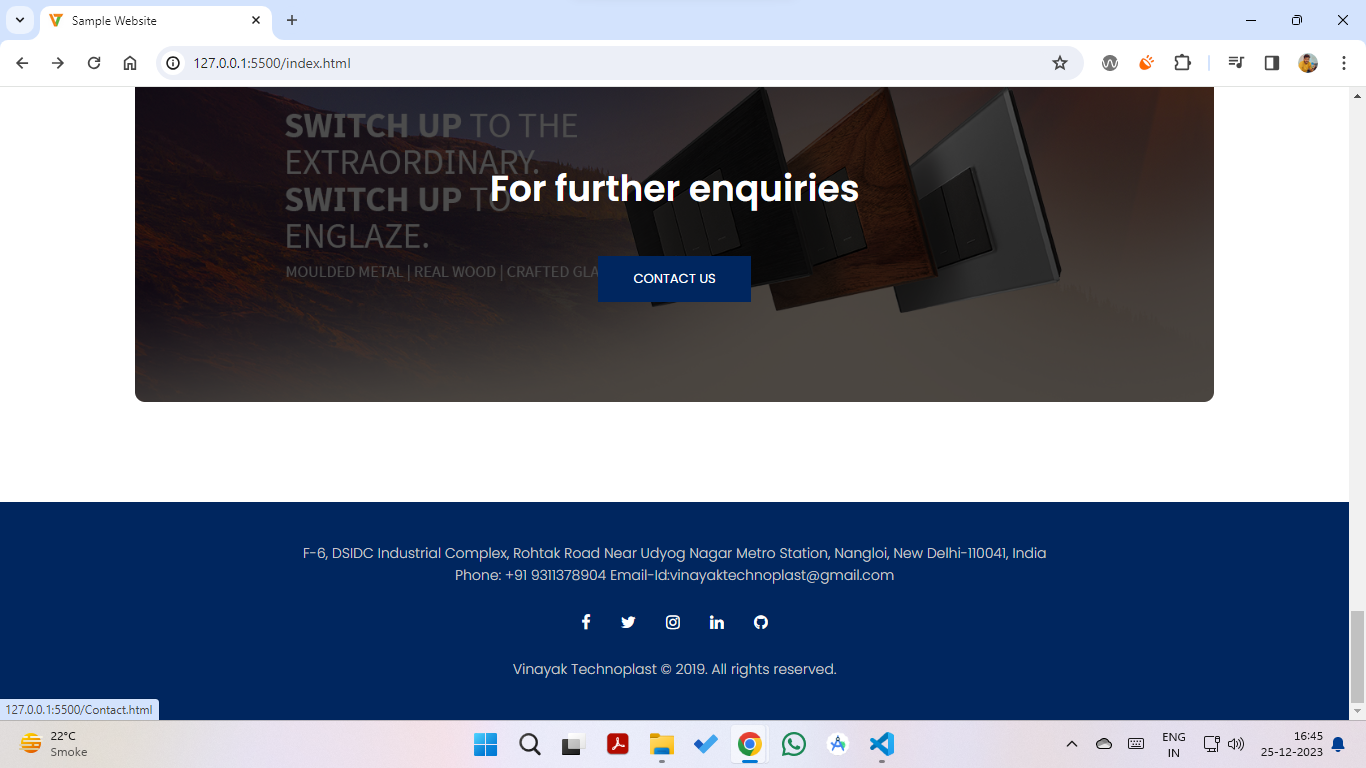 Sample Website
127.0.0.1:5500/index.html
SWITCH UP TO THE
EXTRAORDINARY.
SWITCH UP TO
ENGLAZE.
MOULDED METAL | REAL WOOD | CRAFTED
For further enquiries
CONTACT US
F-6, DSIDC Industrial Complex, Rohtak Road Near Udyog Nagar Metro Station, Nangloi, New Delhi-110041, India
Phone: +91 9311378904 Email-Id:vinayaktechnoplast@gmail.com
Vinayak Technoplast © 2019. All rights reserved.
127.0.0.1:5500/Contact.html
22°C
Smoke
ENG
IN
16:45
25-12-2023